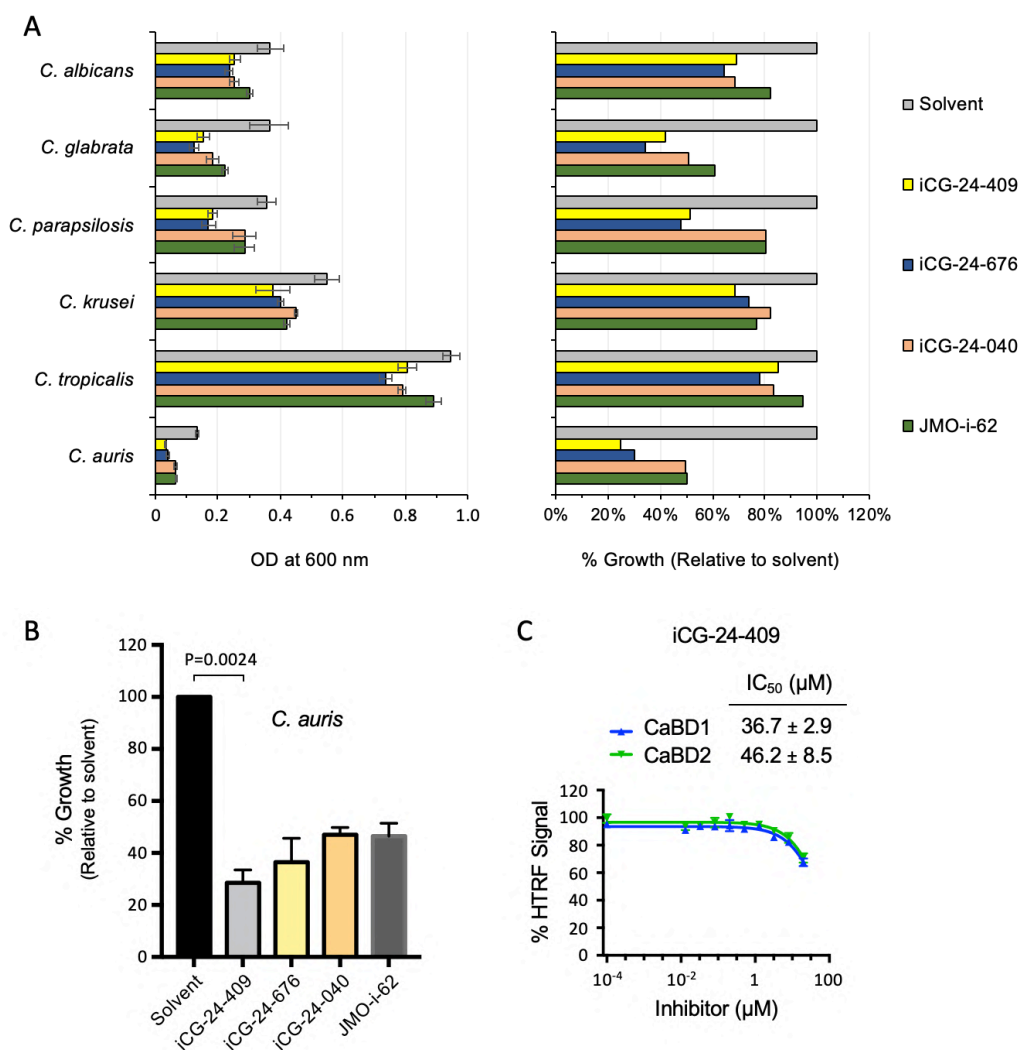 A
C. albicans
C. glabrata
C. parapsilosis
C. krusei
C. tropicalis
C. auris
0 0.2 0.4 0.6 0.8 1.0
OD at 600 nm
0% 20% 40% 60% 80% 100% 120%
% Growth (Relative to solvent)
Solvent
iCG-24-409
iCG-24-676
iCG-24-040
JMO-i-62
B
120
100
80
60
40
20
0
% Growth
(Relative to solvent)
P=0.0024
C. auris
Solvent
iCG-24-409
iCG-24-676
iCG-24-040
JMO-i-62
C
iCG-24-409
IC50 (μM)
CaBD1 36.7 ± 2.9
CaBD2 46.2 ± 8.5
120
100
80
60
40
20
0
% HTRF Signal
10-4 10-2 1 100
Inhibitor (μM)